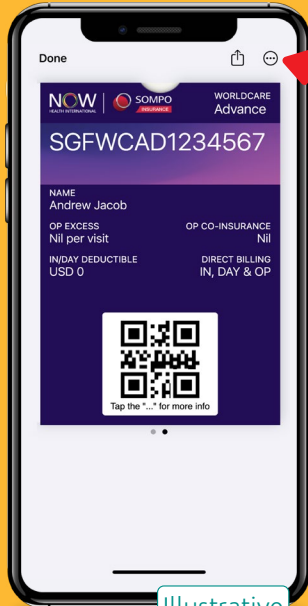 Done
NOW HEALTH INTERNATIONAL
SOMPO INSURANCE
WORLDCARE
Advance
SGFWCAD1234567
NAME
Andrew Jacob
OP EXCESS
Nil per visit
OP CO-INSURANCE
Nil
IN/DAY DEDUCTIBLE
USD 0
DIRECT BILLING
IN, DAY & OP
Tap the "..." for more info
Illustrative